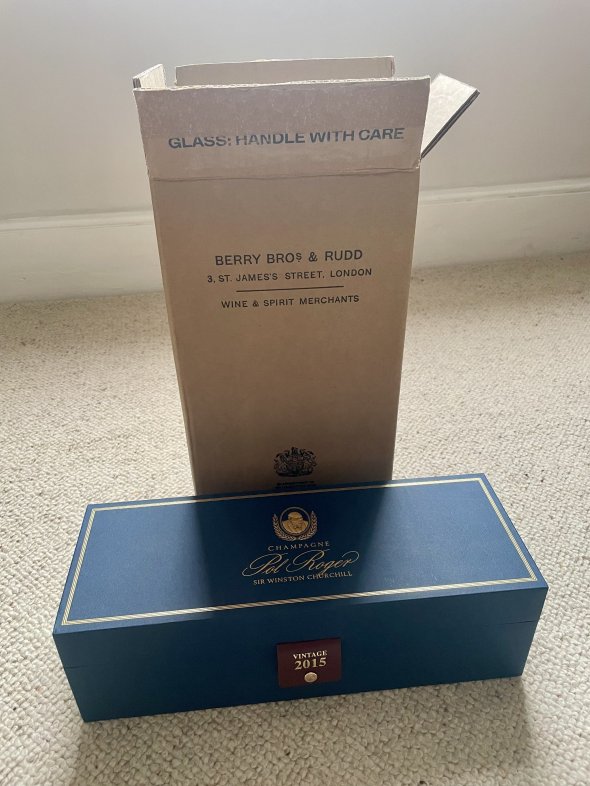 GLASS: HANDLE WITH CARE
BERRY BROS & RUDD
3, ST. JAMES'S STREET, LONDON
WINE & SPIRIT MERCHANTS
CHAMPAGNE
Pol Roger
SIR WINSTON CHURCHILL
VINTAGE
2015